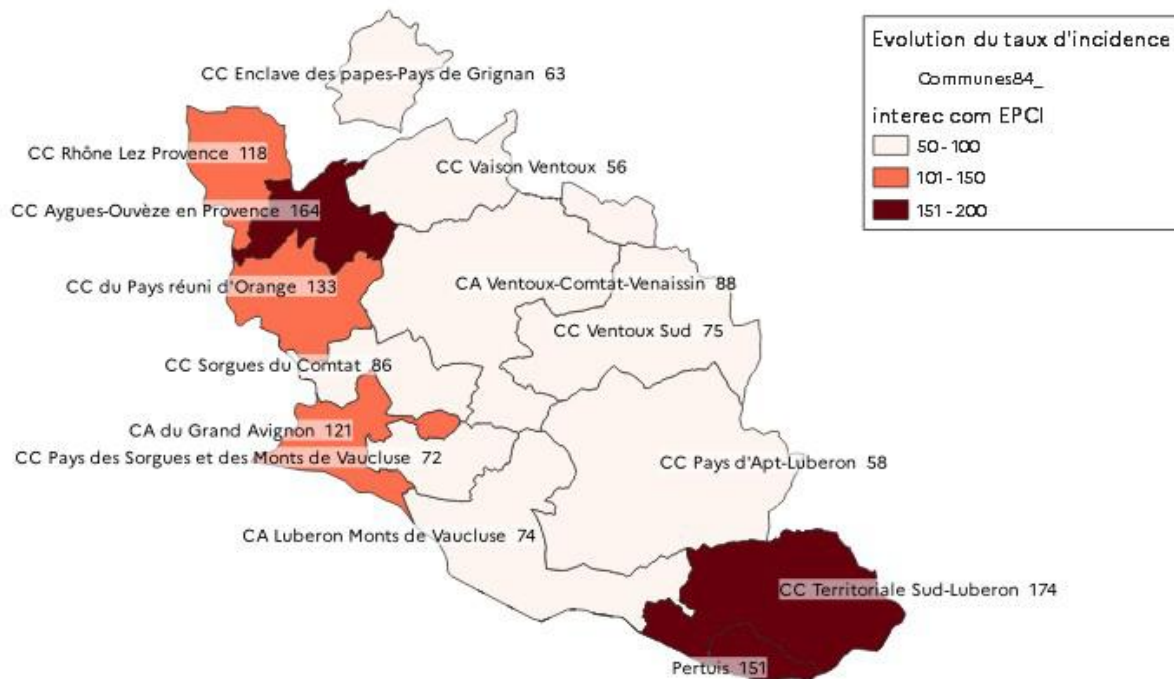 CC Enclave des papes-Pays de Grignan 63
CC Rhône Lez Provence 118
CC Vaison Ventoux 56
CC Aygues-Ouvèze en Provence 164
CC du Pays réuni d'Orange 133
CA Ventoux-Comtat-Venaissin 88
CC Ventoux Sud 75
CC Sorgues du Comtat 86
CA du Grand Avignon 121
CC Pays des Sorgues et des Monts de Vaucluse 72
CC Pays d'Apt-Luberon 58
CA Luberon Monts de Vaucluse 74
CC Territoriale Sud-Luberon 174
Pertuis 151
Evolution du taux d'incidence
Communes84_
interec com EPCI
50 - 100
101 - 150
151 - 200